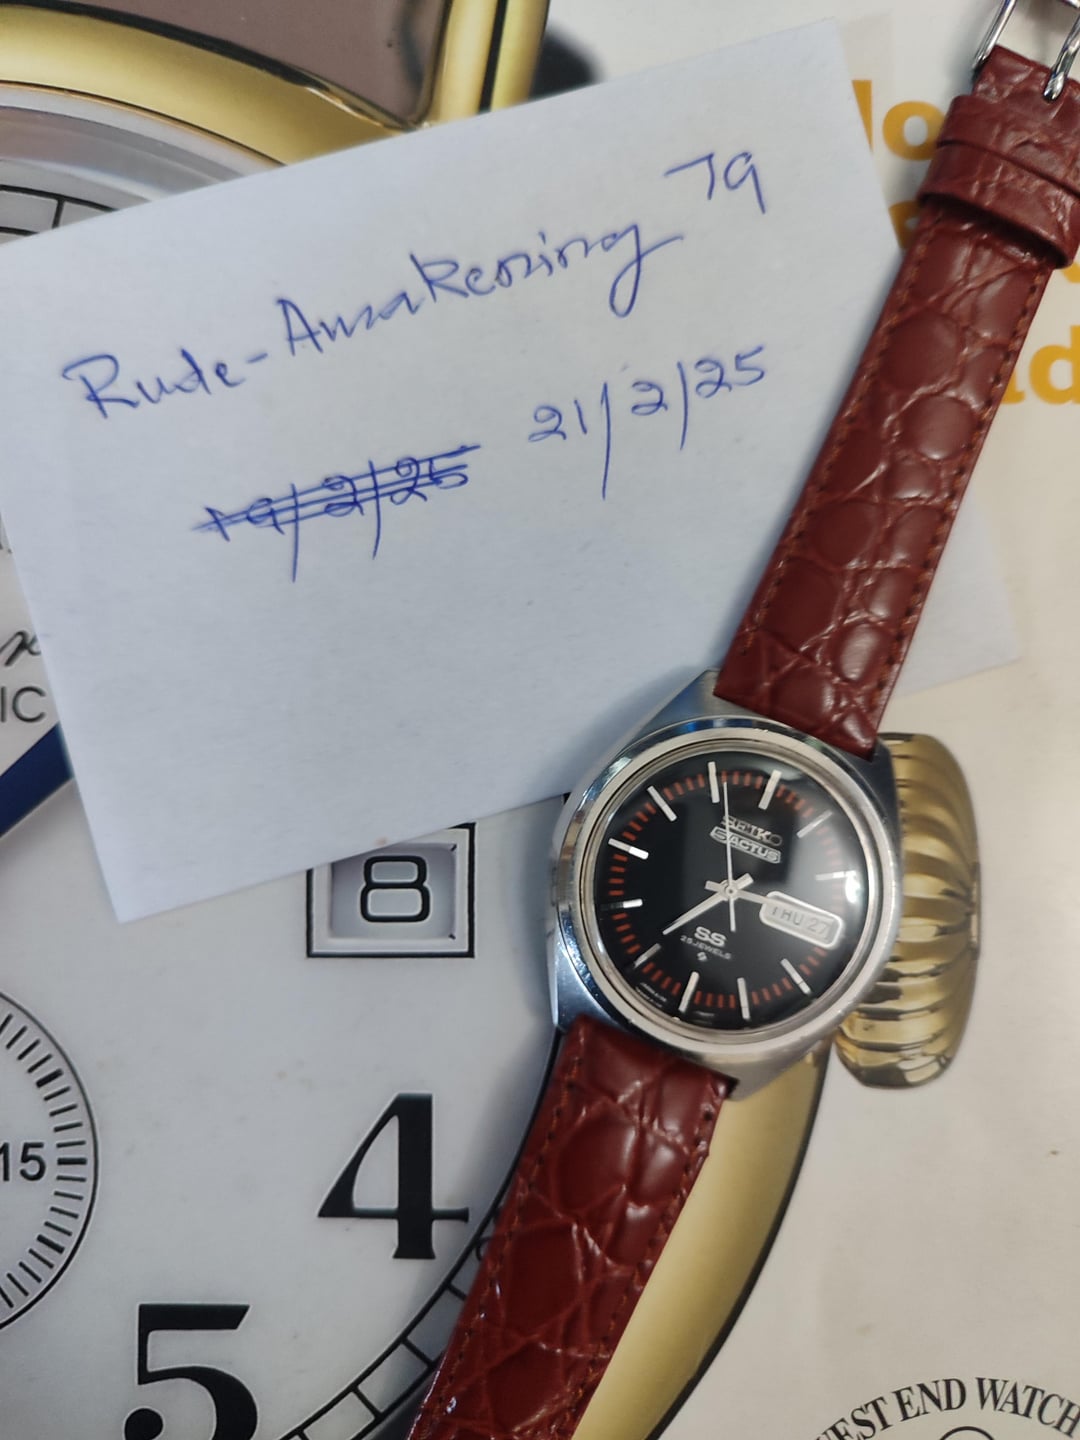 Rude-Awakening 79
19/2/25 21/2/25
IC
8
15
4
5
SEIKO
5 ACTUS
THU 27
SS
25 JEWELS
WEST END WATCH